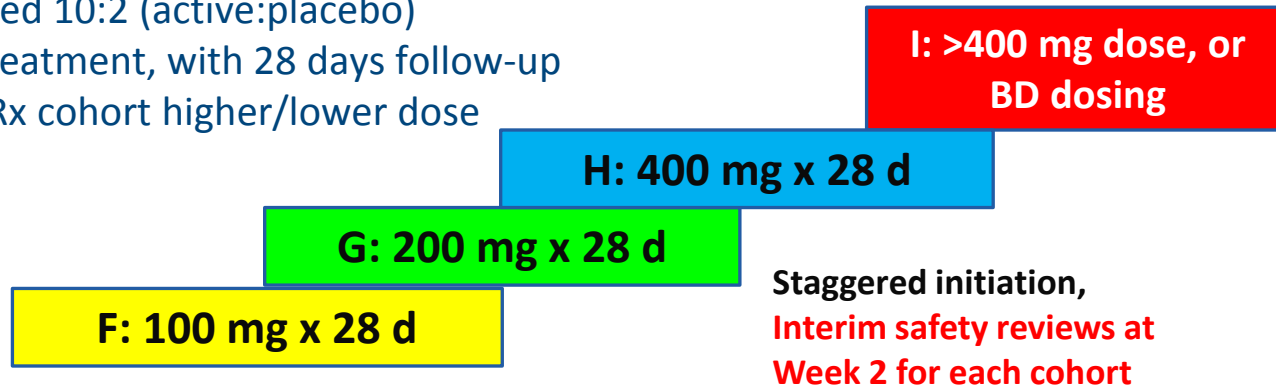 ed 10:2 (active:placebo)
eatment, with 28 days follow-up
Rx cohort higher/lower dose
I: >400 mg dose, or
BD dosing
H: 400 mg x 28 d
G: 200 mg x 28 d
F: 100 mg x 28 d
Staggered initiation,
Interim safety reviews at
Week 2 for each cohort